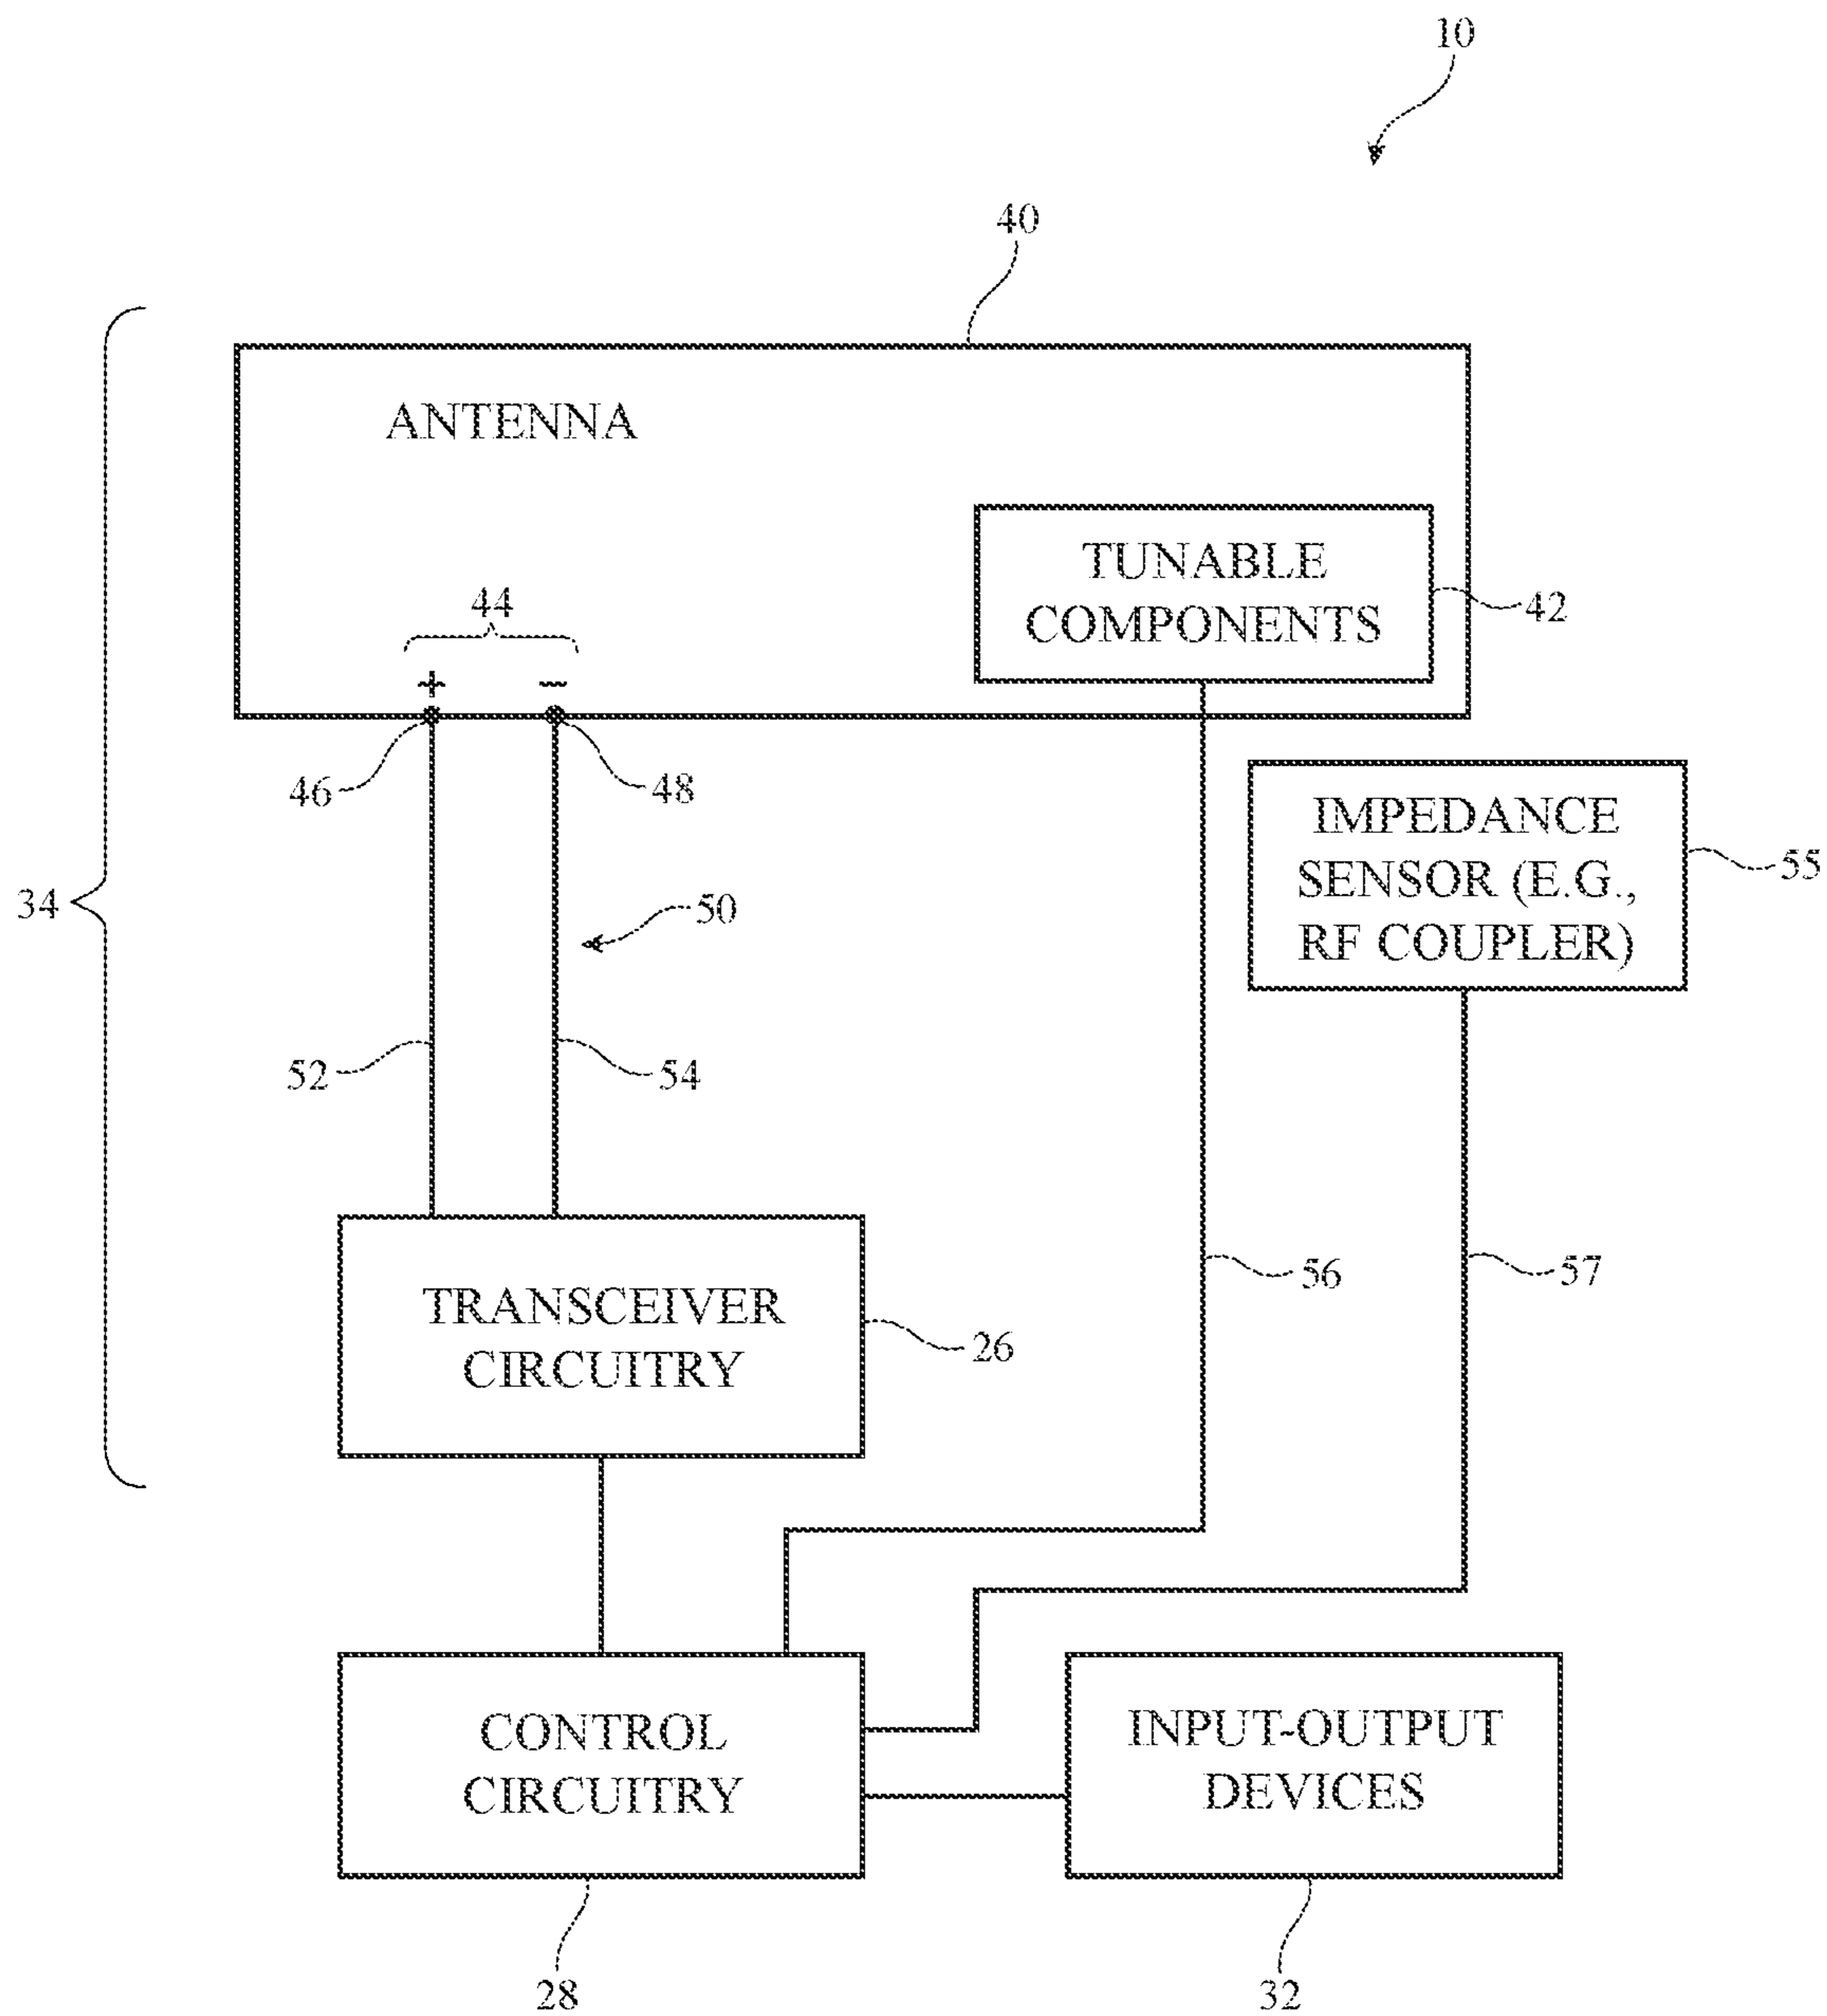 10
40
ANTENNA
TUNABLE
COMPONENTS
42
44
+ −
46
48
IMPEDANCE
SENSOR (E.G.,
RF COUPLER)
55
34
50
52
54
56
57
TRANSCEIVER
CIRCUITRY
26
CONTROL
CIRCUITRY
INPUT-OUTPUT
DEVICES
28
32